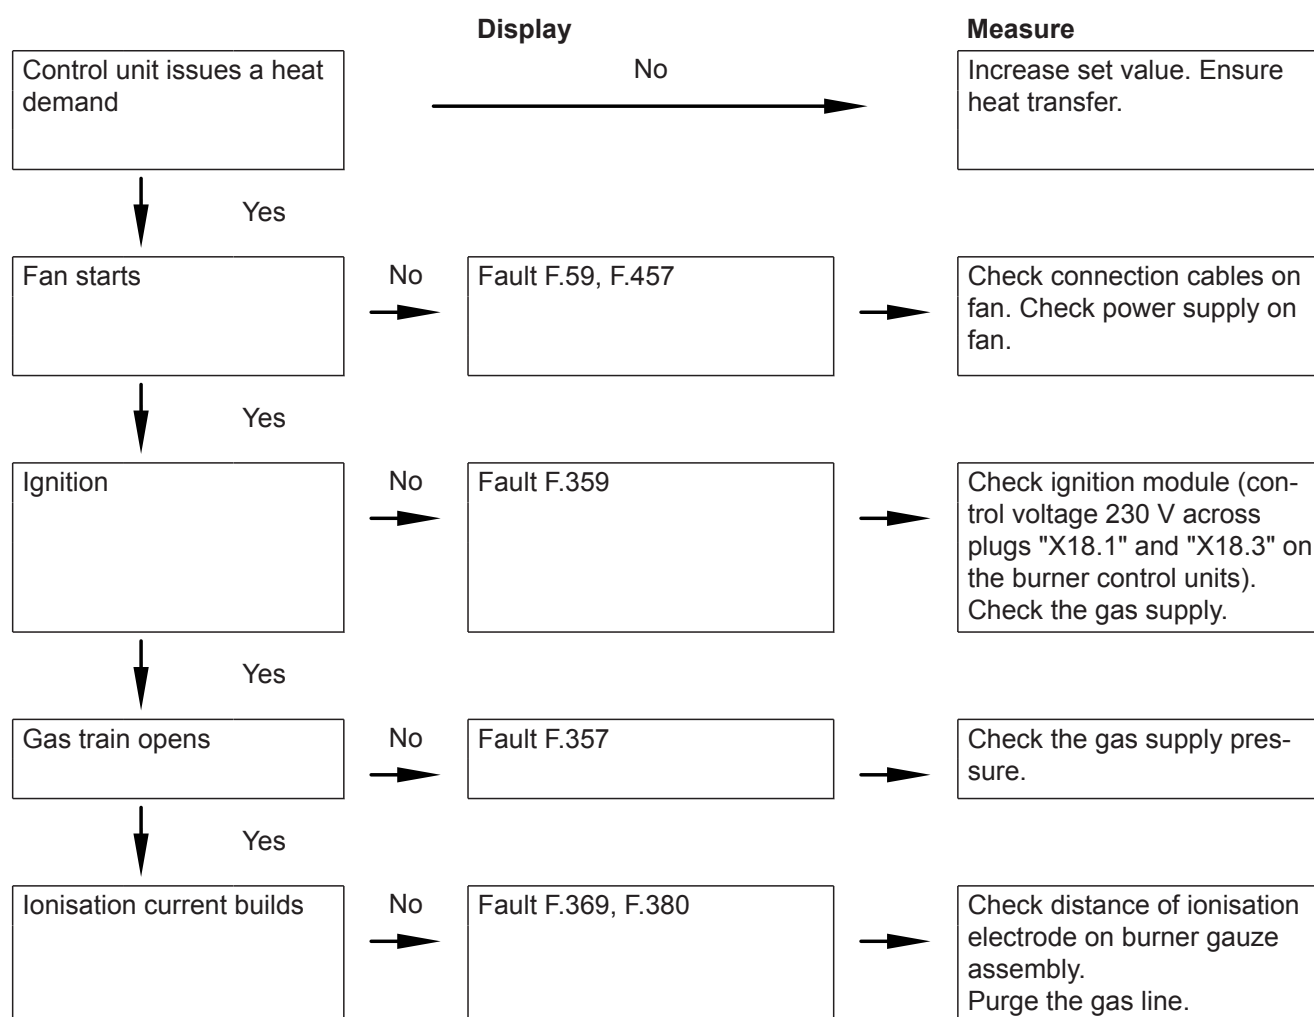 Display
Measure
Control unit issues a heat
demand
No
Increase set value. Ensure
heat transfer.
Yes
Fan starts
No
Fault F.59, F.457
Check connection cables on
fan. Check power supply on
fan.
Yes
Ignition
No
Fault F.359
Check ignition module (con-
trol voltage 230 V across
plugs "X18.1" and "X18.3" on
the burner control units).
Check the gas supply.
Yes
Gas train opens
No
Fault F.357
Check the gas supply pres-
sure.
Yes
Ionisation current builds
No
Fault F.369, F.380
Check distance of ionisation
electrode on burner gauze
assembly.
Purge the gas line.